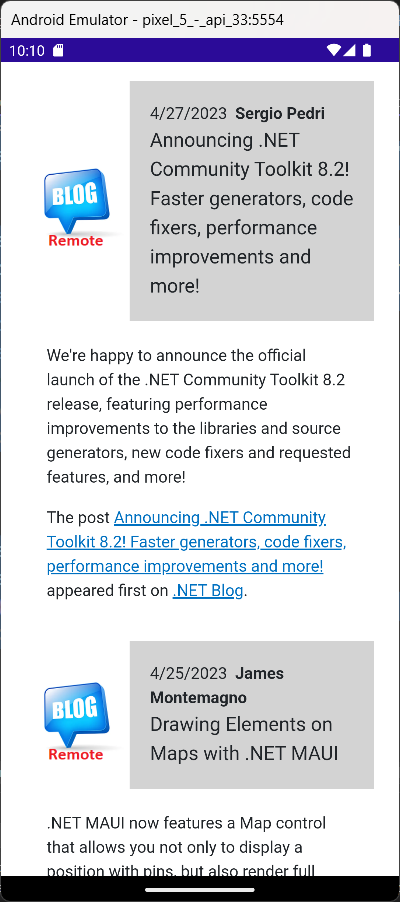 Android Emulator - pixel_5_-_api_33:5554
10:10
4/27/2023 Sergio Pedri
Announcing .NET
Community Toolkit 8.2!
Faster generators, code
fixers, performance
improvements and
more!
BLOG
Remote
We're happy to announce the official
launch of the .NET Community Toolkit 8.2
release, featuring performance
improvements to the libraries and source
generators, new code fixers and requested
features, and more!
The post Announcing .NET Community
Toolkit 8.2! Faster generators, code fixers,
performance improvements and more!
appeared first on .NET Blog.
4/25/2023 James
Montemagno
Drawing Elements on
Maps with .NET MAUI
BLOG
Remote
.NET MAUI now features a Map control
that allows you not only to display a
position with pins, but also render full